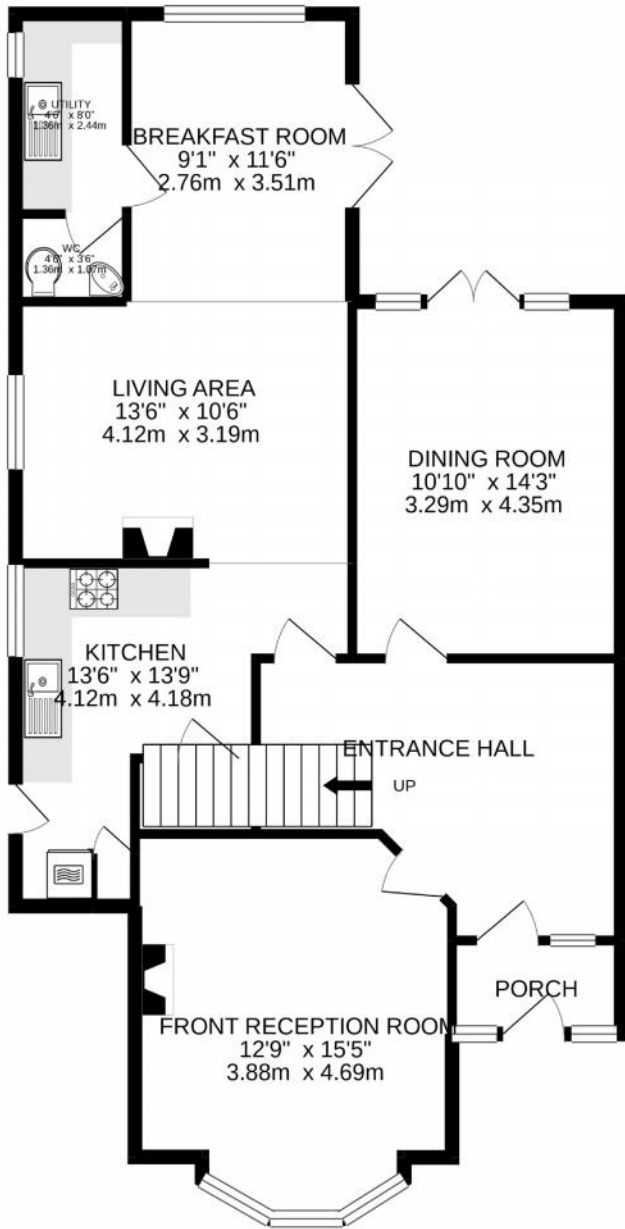 UTILITY
4'6" x 8'0"
1.36m x 2.44m
BREAKFAST ROOM
9'1" x 11'6"
2.76m x 3.51m
WC
4'6" x 3'6"
1.36m x 1.07m
LIVING AREA
13'6" x 10'6"
4.12m x 3.19m
DINING ROOM
10'10" x 14'3"
3.29m x 4.35m
KITCHEN
13'6" x 13'9"
4.12m x 4.18m
ENTRANCE HALL
UP
PORCH
FRONT RECEPTION ROOM
12'9" x 15'5"
3.88m x 4.69m